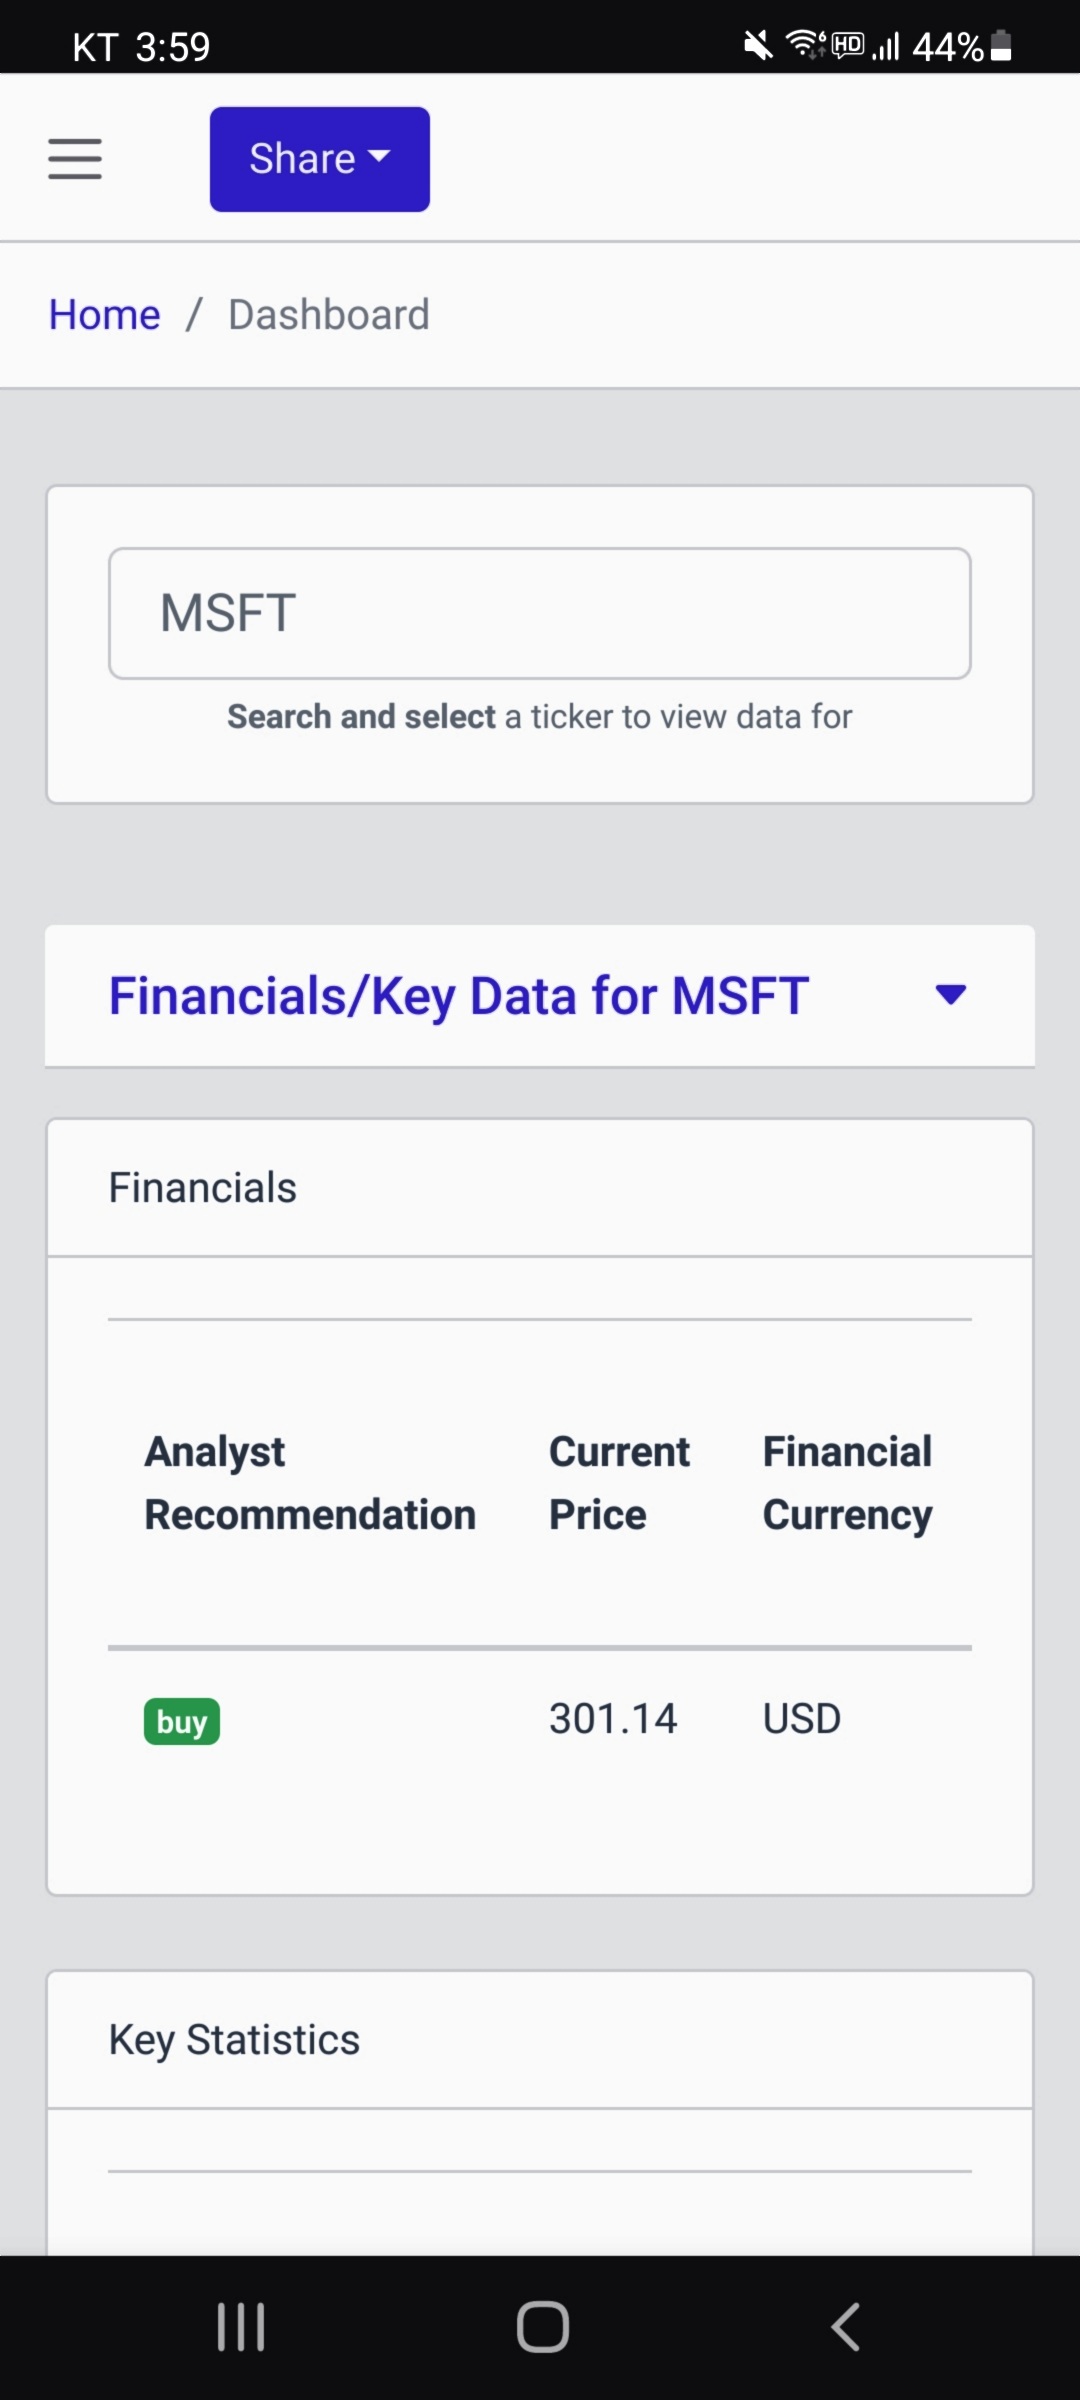 KT 3:59 6 HD 44%
Share
Home / Dashboard
MSFT
Search and select a ticker to view data for
Financials/Key Data for MSFT
Financials
Analyst Recommendation Current Price Financial Currency
buy 301.14 USD
Key Statistics